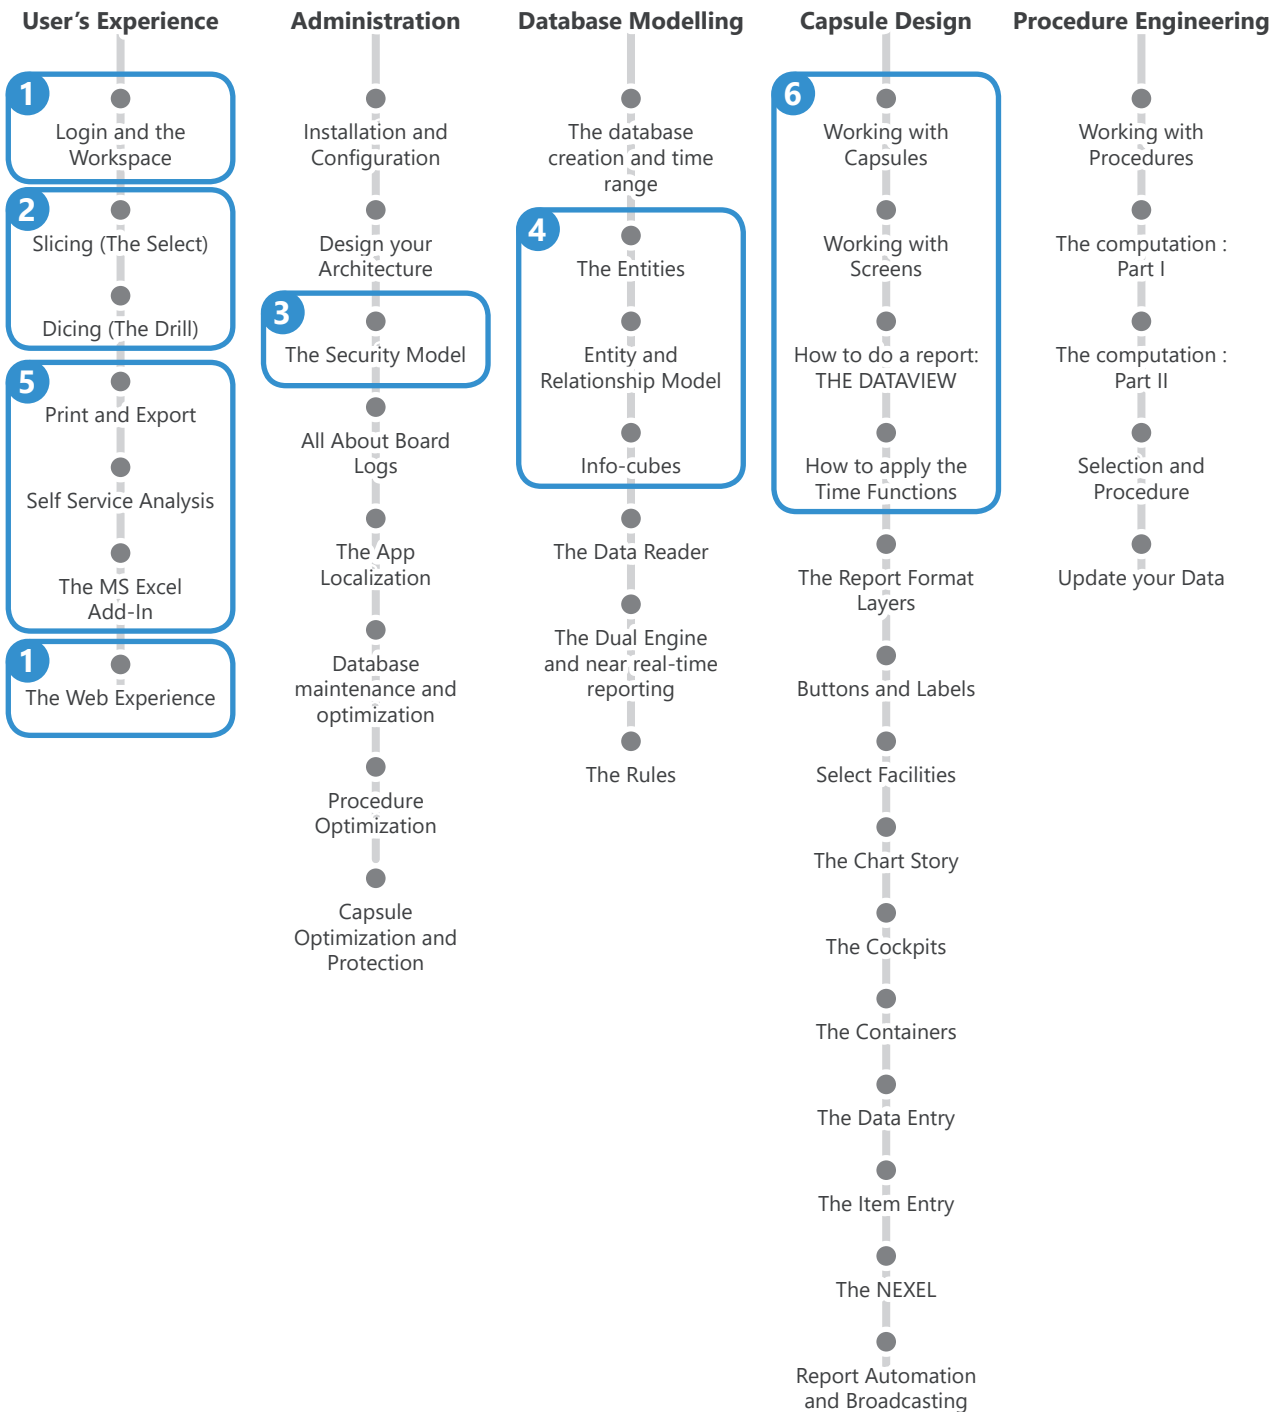 User’s Experience
1
Login and the
Workspace
2
Slicing (The Select)
Dicing (The Drill)
5
Print and Export
Self Service Analysis
The MS Excel
Add-In
1
The Web Experience
Administration
Installation and
Configuration
Design your
Architecture
3
The Security Model
All About Board
Logs
The App
Localization
Database
maintenance and
optimization
Procedure
Optimization
Capsule
Optimization and
Protection
Database Modelling
The database
creation and time
range
4
The Entities
Entity and
Relationship Model
Info-cubes
The Data Reader
The Dual Engine
and near real-time
reporting
The Rules
Capsule Design
6
Working with
Capsules
Working with
Screens
How to do a report:
THE DATAVIEW
How to apply the
Time Functions
The Report Format
Layers
Buttons and Labels
Select Facilities
The Chart Story
The Cockpits
The Containers
The Data Entry
The Item Entry
The NEXEL
Report Automation
and Broadcasting
Procedure Engineering
Working with
Procedures
The computation :
Part I
The computation :
Part II
Selection and
Procedure
Update your Data